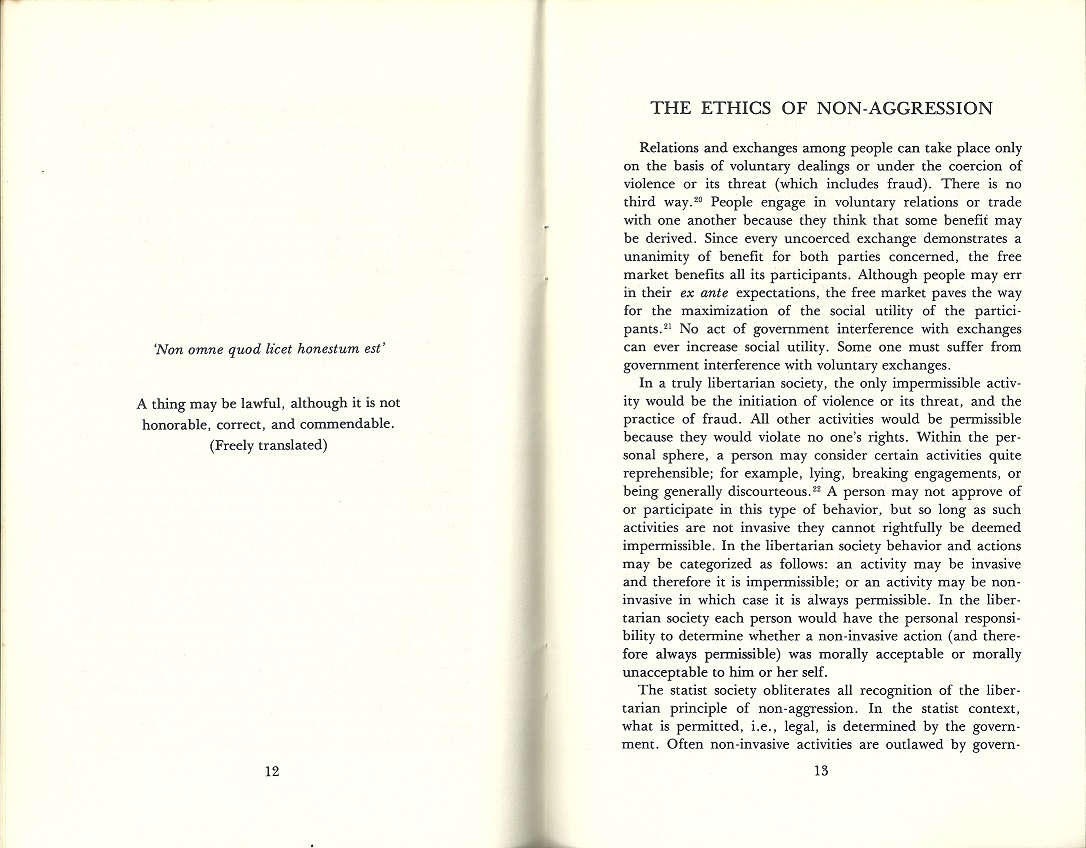 'Non omne quod licet honestum est'
A thing may be lawful, although it is not
honorable, correct, and commendable.
(Freely translated)
12
THE ETHICS OF NON-AGGRESSION
Relations and exchanges among people can take place only
on the basis of voluntary dealings or under the coercion of
violence or its threat (which includes fraud). There is no
third way.²⁰ People engage in voluntary relations or trade
with one another because they think that some benefit may
be derived. Since every uncoerced exchange demonstrates a
unanimity of benefit for both parties concerned, the free
market benefits all its participants. Although people may err
in their ex ante expectations, the free market paves the way
for the maximization of the social utility of the partici-
pants.²¹ No act of government interference with exchanges
can ever increase social utility. Some one must suffer from
government interference with voluntary exchanges.
In a truly libertarian society, the only impermissible activ-
ity would be the initiation of violence or its threat, and the
practice of fraud. All other activities would be permissible
because they would violate no one's rights. Within the per-
sonal sphere, a person may consider certain activities quite
reprehensible; for example, lying, breaking engagements, or
being generally discourteous.²² A person may not approve of
or participate in this type of behavior, but so long as such
activities are not invasive they cannot rightfully be deemed
impermissible. In the libertarian society behavior and actions
may be categorized as follows: an activity may be invasive
and therefore it is impermissible; or an activity may be non-
invasive in which case it is always permissible. In the liber-
tarian society each person would have the personal responsi-
bility to determine whether a non-invasive action (and there-
fore always permissible) was morally acceptable or morally
unacceptable to him or her self.
The statist society obliterates all recognition of the liber-
tarian principle of non-aggression. In the statist context,
what is permitted, i.e., legal, is determined by the govern-
ment. Often non-invasive activities are outlawed by govern-
13